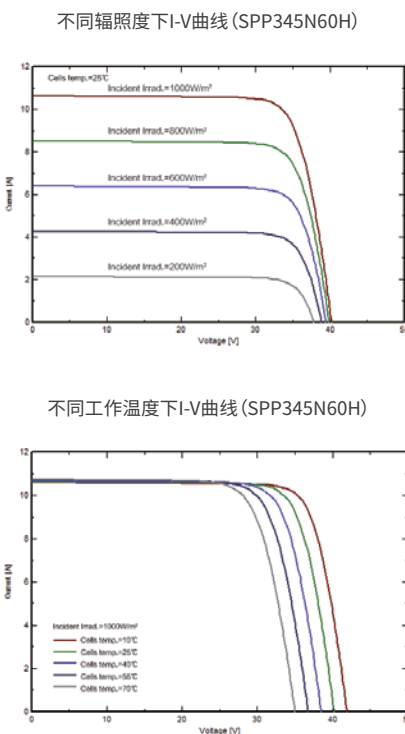 不同辐照度下I-V曲线（SPP345N60H）
12
Cells temp.=25℃
Incident Irrad.=1000W/m²
10
Incident Irrad.=800W/m²
8
Incident Irrad.=600W/m²
6
Incident Irrad.=400W/m²
4
Incident Irrad.=200W/m²
2
0
Current [A]
0 10 20 30 40 50
Voltage [V]
不同工作温度下I-V曲线（SPP345N60H）
12
10
8
6
4
Incident Irrad.=1000W/m²
Cells temp.=10℃
Cells temp.=25℃
Cells temp.=40℃
Cells temp.=55℃
Cells temp.=70℃
2
0
Current [A]
0 10 20 30 40
Voltage [V]